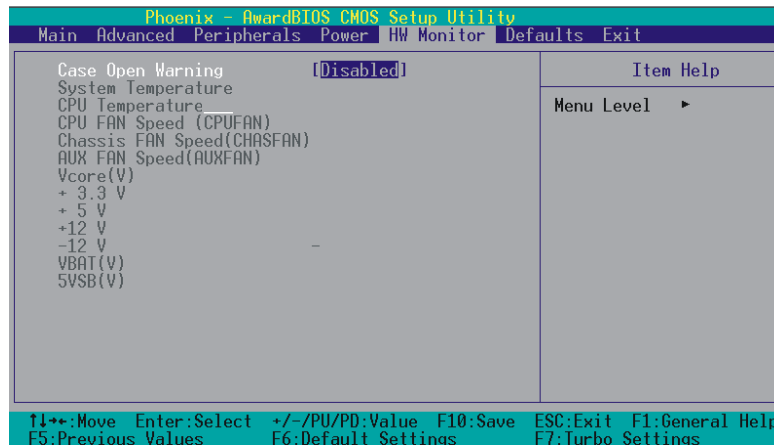 Phoenix - AwardBIOS CMOS Setup Utility
Main Advanced Peripherals Power HW Monitor Defaults Exit
Case Open Warning [Disabled]
System Temperature
CPU Temperature
CPU FAN Speed (CPUFAN)
Chassis FAN Speed(CHASFAN)
AUX FAN Speed(AUXFAN)
Vcore(V)
+ 3.3 V
+ 5 V
+12 V
-12 V -
VBAT(V)
5VSB(V)
Item Help
Menu Level ►
↑↓→←:Move Enter:Select +/-/PU/PD:Value F10:Save ESC:Exit F1:General Help
F5:Previous Values F6:Default Settings F7:Turbo Settings